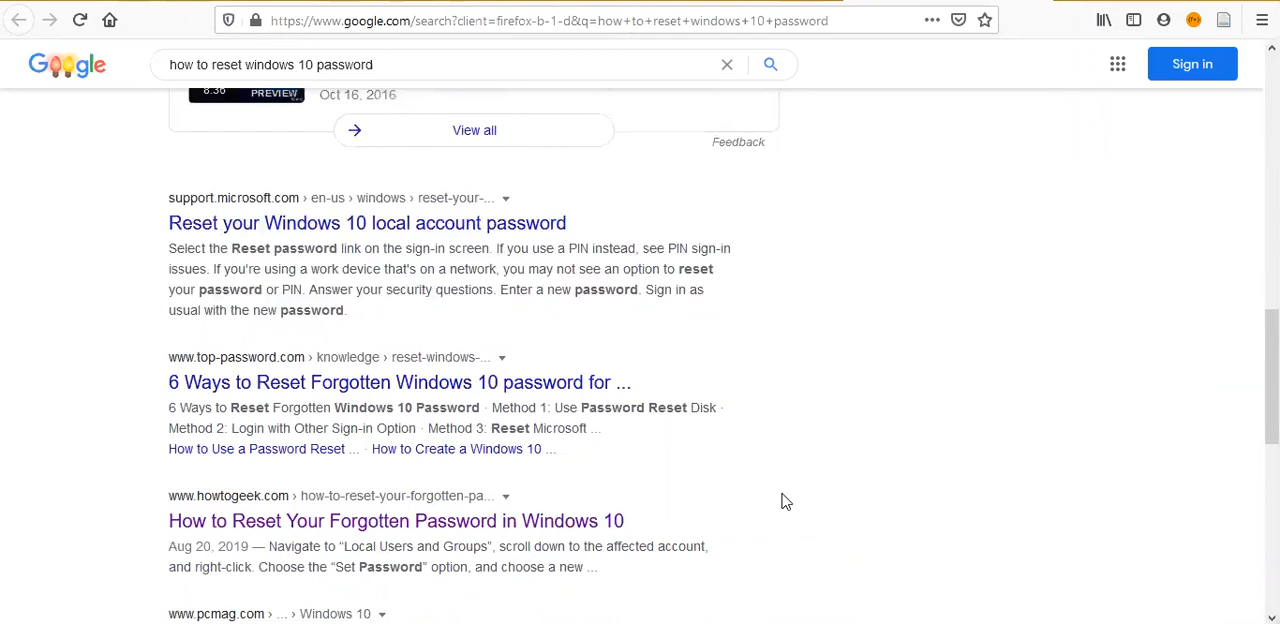 https://www.google.com/search?client=firefox-b-1-d&q=how+to+reset+windows+10+password
Google
how to reset windows 10 password
Sign in
8:36
PREVIEW
Oct 16, 2016
View all
Feedback
support.microsoft.com › en-us › windows › reset-your-...
Reset your Windows 10 local account password
Select the Reset password link on the sign-in screen. If you use a PIN instead, see PIN sign-in
issues. If you're using a work device that's on a network, you may not see an option to reset
your password or PIN. Answer your security questions. Enter a new password. Sign in as
usual with the new password.
www.top-password.com › knowledge › reset-windows-...
6 Ways to Reset Forgotten Windows 10 password for ...
6 Ways to Reset Forgotten Windows 10 Password · Method 1: Use Password Reset Disk ·
Method 2: Login with Other Sign-in Option · Method 3: Reset Microsoft ...
How to Use a Password Reset ... · How to Create a Windows 10 ...
www.howtogeek.com › how-to-reset-your-forgotten-pa...
How to Reset Your Forgotten Password in Windows 10
Aug 20, 2019 — Navigate to “Local Users and Groups”, scroll down to the affected account,
and right-click. Choose the “Set Password” option, and choose a new ...
www.pcmag.com › ... › Windows 10